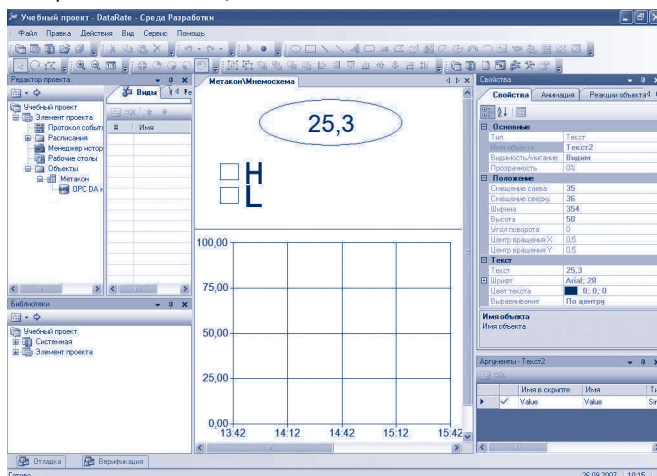 Учебный проект - DataRate - Среда Разработки
Файл Правка Действия Вид Сервис Помощь
Редактор проекта
Учебный проект
Элемент проекта
Протокол событи
Расписания
Менеджер истор
Рабочие столы
Объекты
Метакон
OPC DA
Виды
Имя
Библиотеки
Учебный проект
Системная
Элемент проекта
Метакон\Мнемосхема
25,3
H
L
100,00
75,00
50,00
25,00
0,00
13:42 14:12 14:42 15:12 15:42
Свойства
Свойства Анимация Реакции объекта
Основные
Тип Текст
Имя объекта Текст2
Видимость/мигание Видим
Прозрачность 0%
Положение
Смещение слева 35
Смещение сверху 36
Ширина 354
Высота 50
Угол поворота 0
Центр вращения X 0,5
Центр вращения Y 0,5
Текст
Текст 25,3
Шрифт Arial; 28
Цвет текста 0; 0; 0
Выравнивание По центру
Имя объекта
Имя объекта
Аргументы - Текст2
Имя в скрипте Имя Ти
Value Value Sin
Отладка Верификация
Готово 26.09.2007 10:15